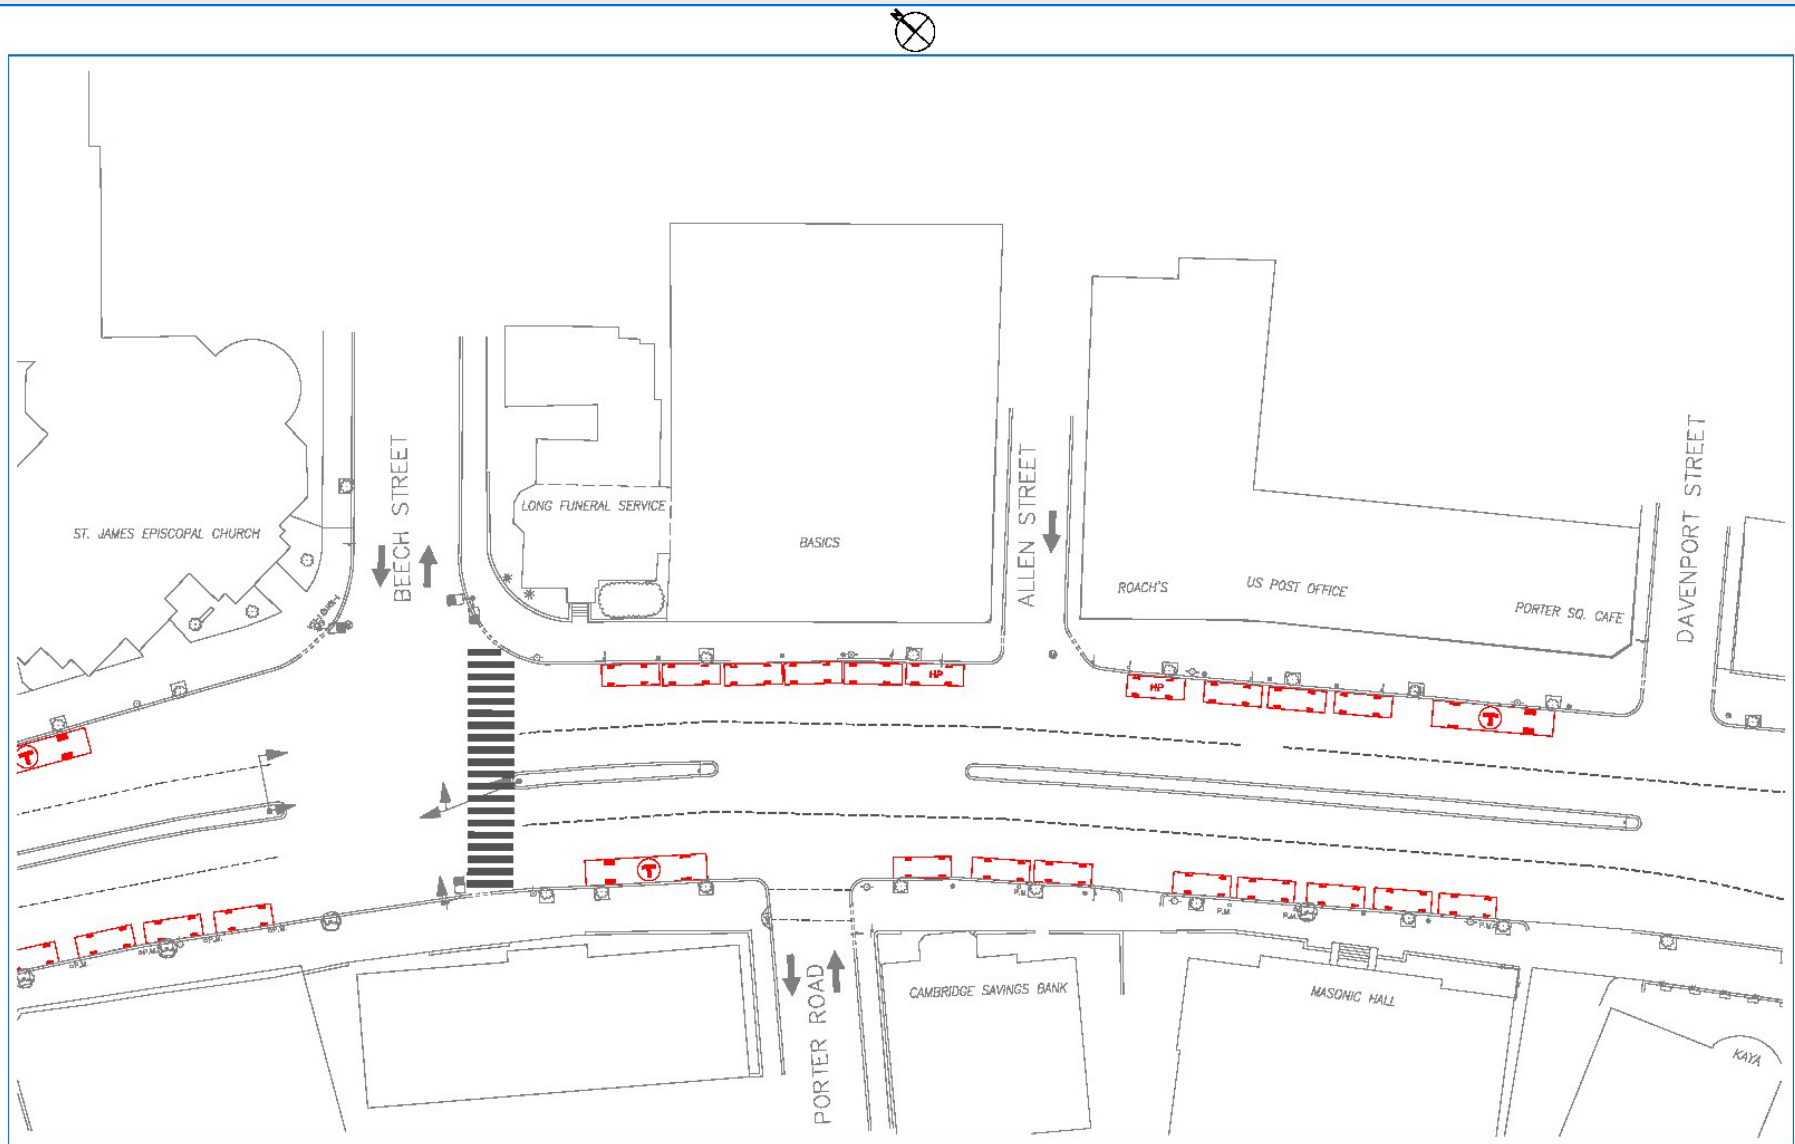 N
BEECH STREET
ALLEN STREET
DAVENPORT STREET
LONG FUNERAL SERVICE
ST. JAMES EPISCOPAL CHURCH
BASICS
ROACH'S
US POST OFFICE
PORTER SQ. CAFE
HP
HP
T
T
T
P.M.
P.M.
P.M.
P.M.
P.M.
P.M.
P.M.
P.M.
PORTER ROAD
CAMBRIDGE SAVINGS BANK
MASONIC HALL
KAYA